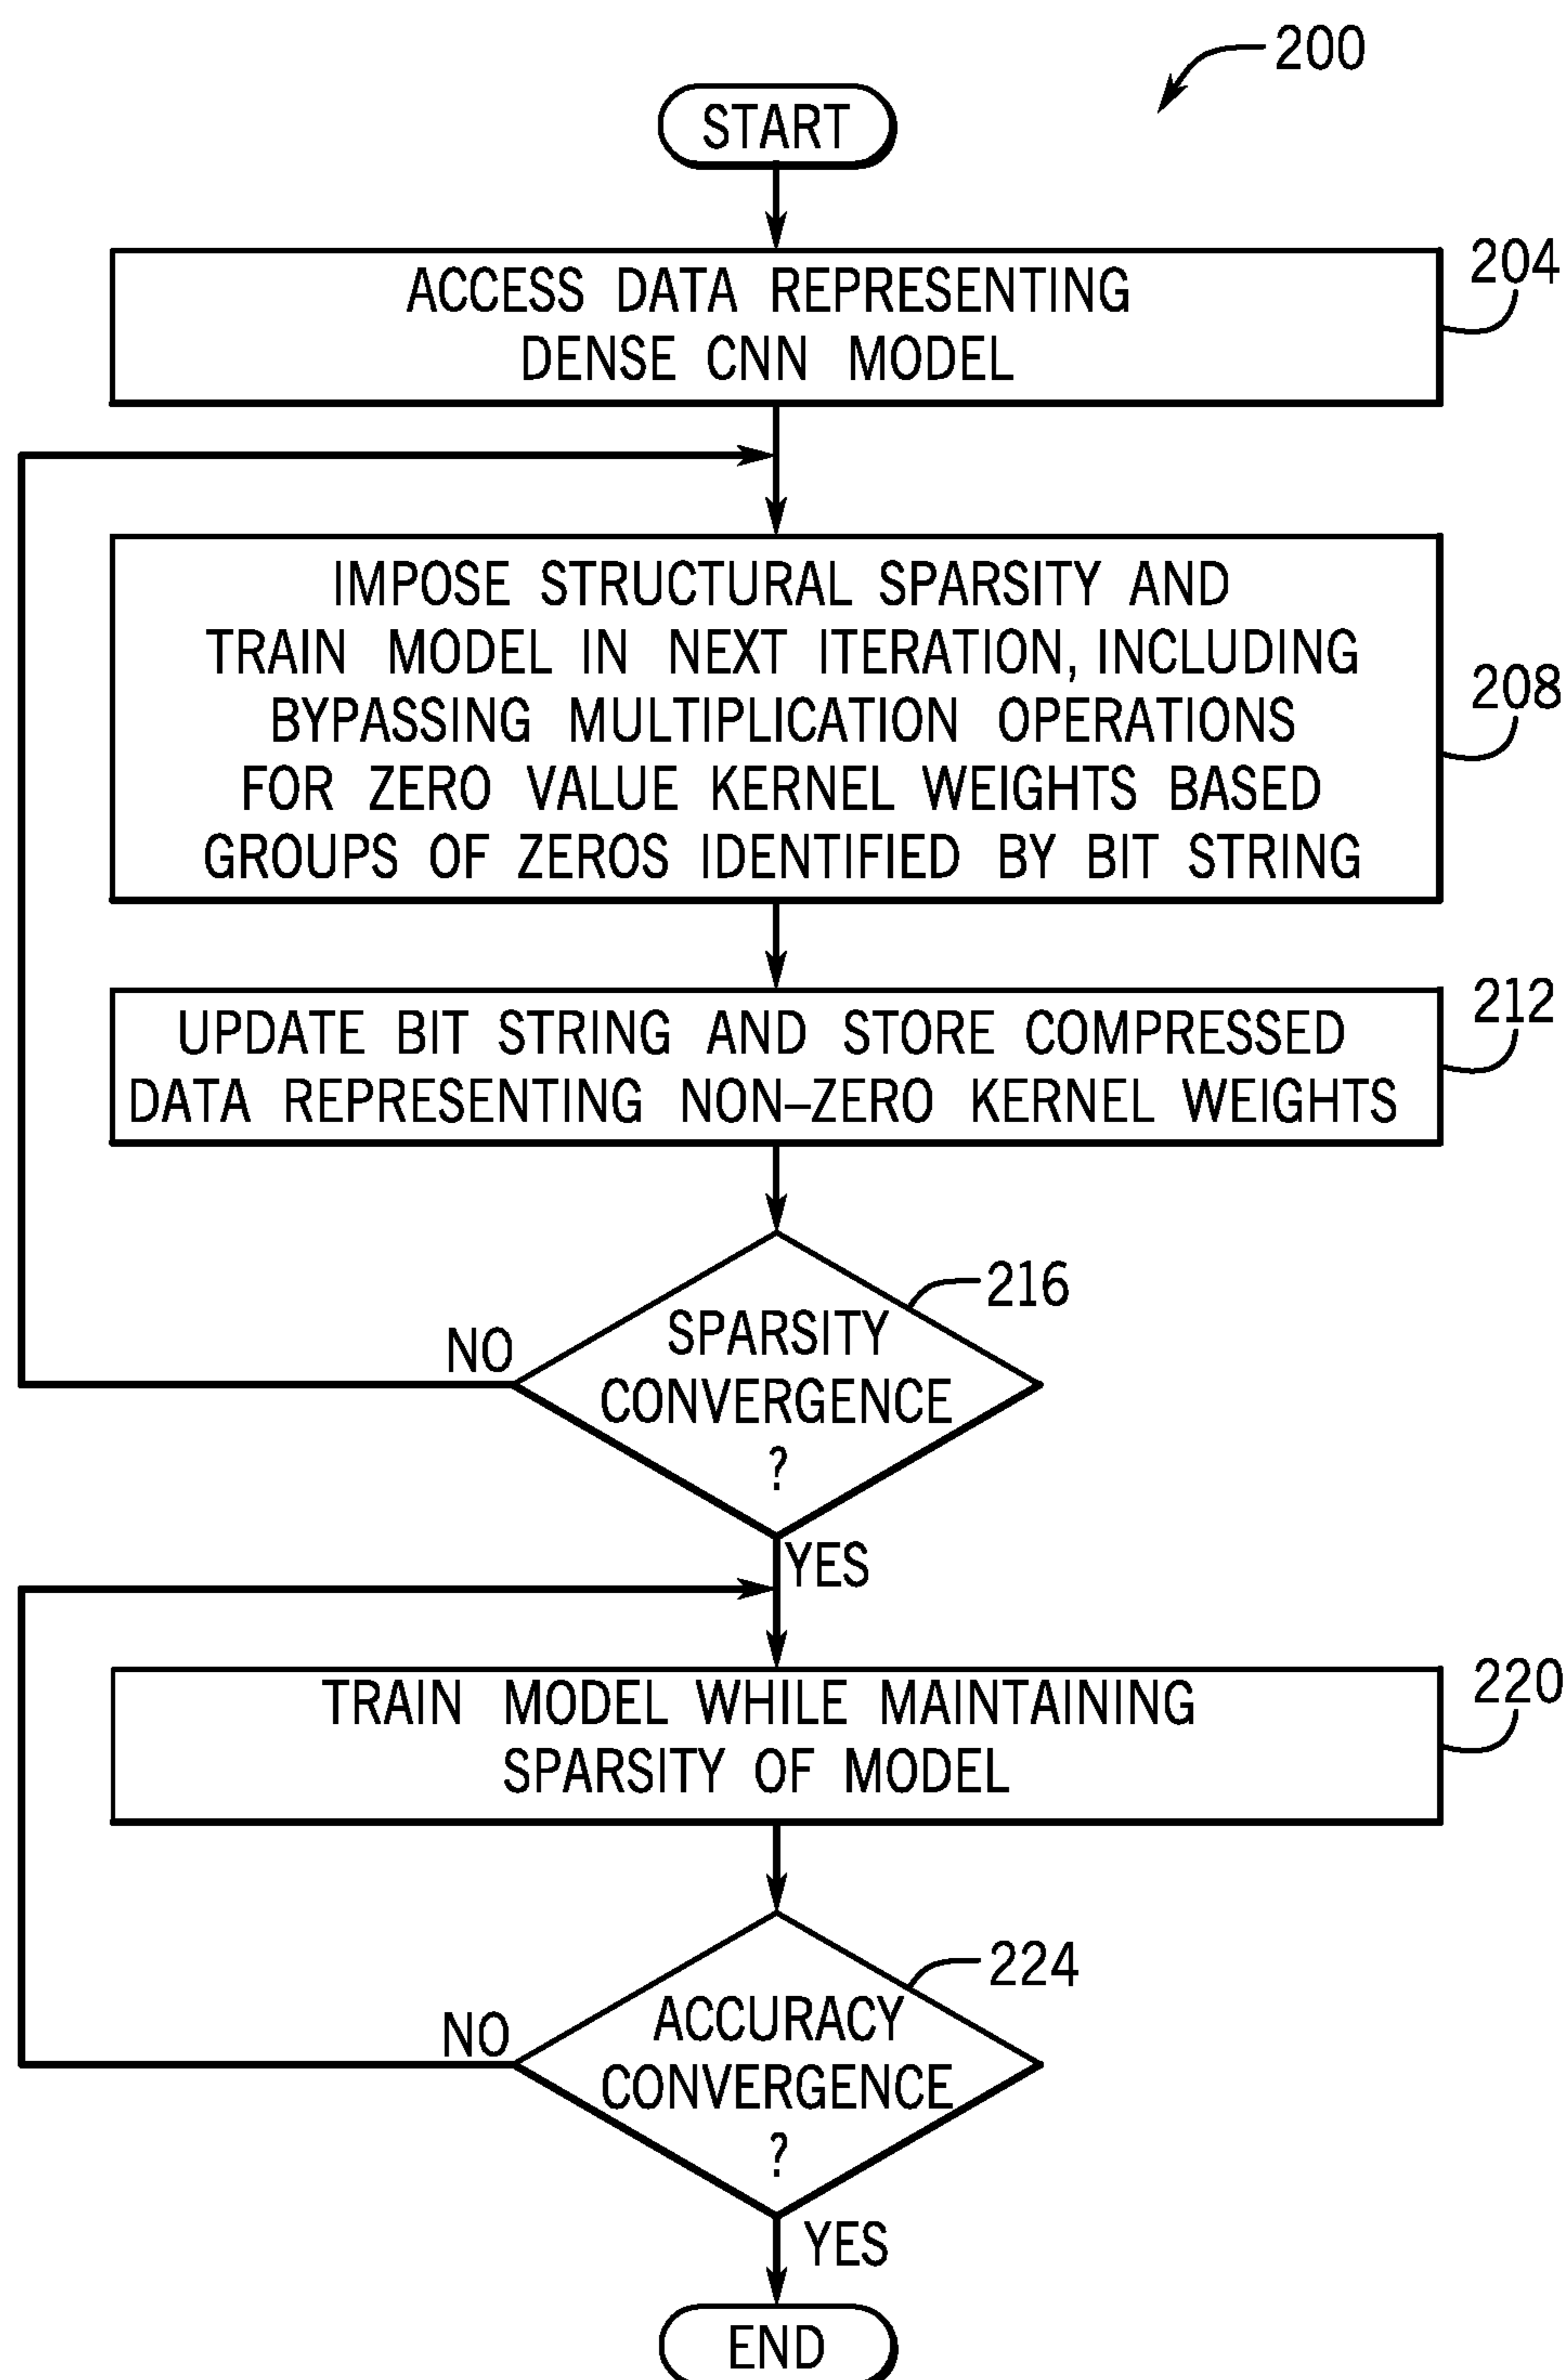 200
START
204
ACCESS DATA REPRESENTING
DENSE CNN MODEL
IMPOSE STRUCTURAL SPARSITY AND
TRAIN MODEL IN NEXT ITERATION, INCLUDING
BYPASSING MULTIPLICATION OPERATIONS
FOR ZERO VALUE KERNEL WEIGHTS BASED
GROUPS OF ZEROS IDENTIFIED BY BIT STRING
208
UPDATE BIT STRING AND STORE COMPRESSED
DATA REPRESENTING NON–ZERO KERNEL WEIGHTS
212
216
SPARSITY
CONVERGENCE
?
NO
YES
TRAIN MODEL WHILE MAINTAINING
SPARSITY OF MODEL
220
224
ACCURACY
CONVERGENCE
?
NO
YES
END